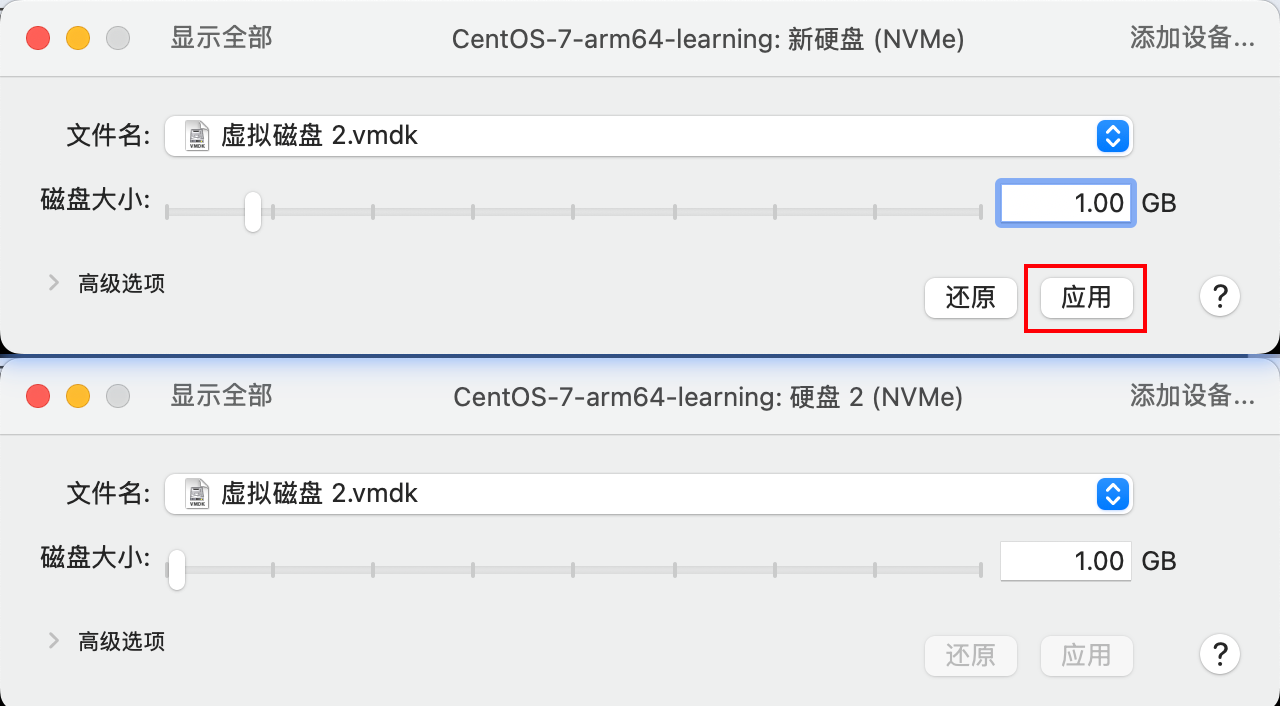 显示全部 CentOS-7-arm64-learning: 新硬盘 (NVMe) 添加设备...
文件名: 虚拟磁盘 2.vmdk
磁盘大小: 1.00 GB
高级选项 还原 应用 ?
显示全部 CentOS-7-arm64-learning: 硬盘 2 (NVMe) 添加设备...
文件名: 虚拟磁盘 2.vmdk
磁盘大小: 1.00 GB
高级选项 还原 应用 ?